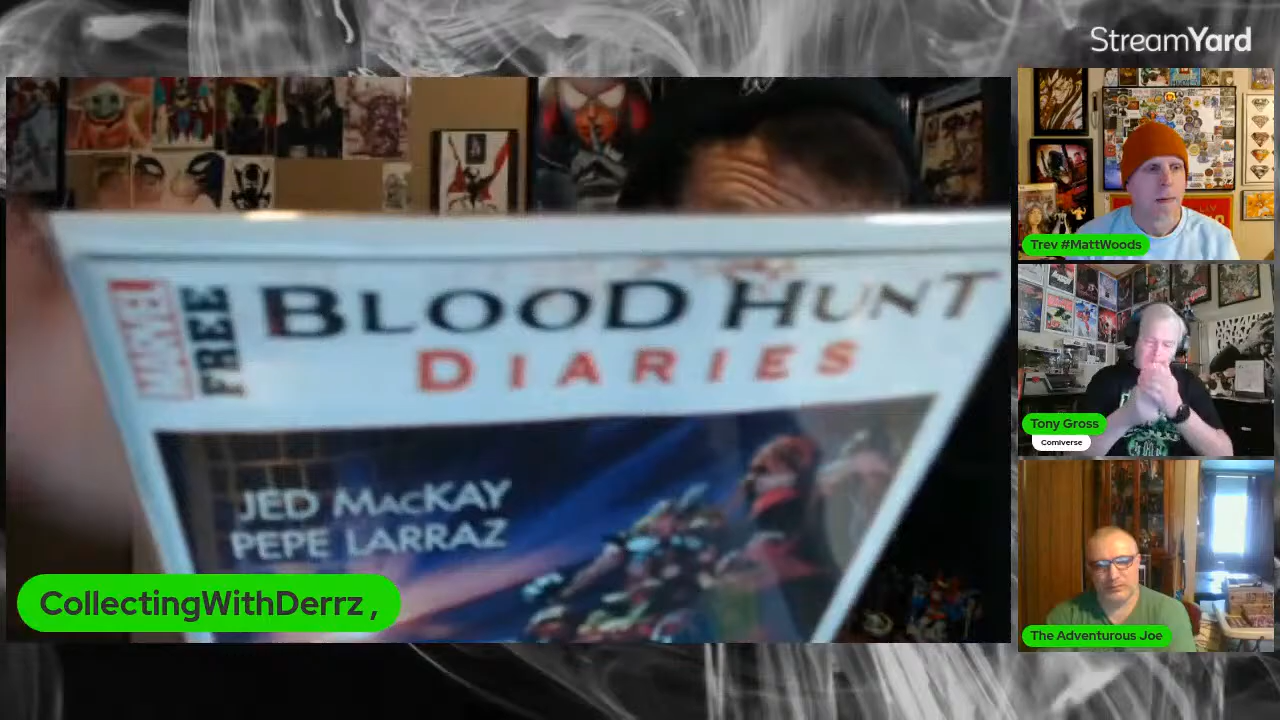 StreamYard
MARVEL
FREE
BLOOD HUNT
DIARIES
JED MACKAY
PEPE LARRAZ
CollectingWithDerrz ,
Trev #MattWoods
Tony Gross
Comiverse
The Adventurous Joe